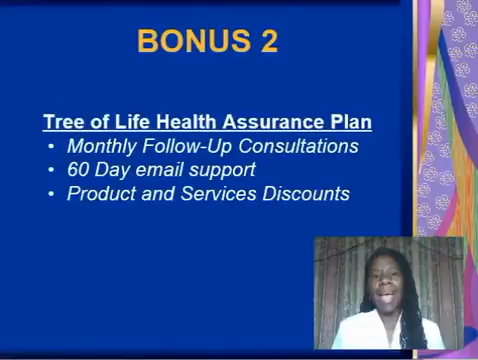 BONUS 2
Tree of Life Health Assurance Plan
• Monthly Follow-Up Consultations
• 60 Day email support
• Product and Services Discounts